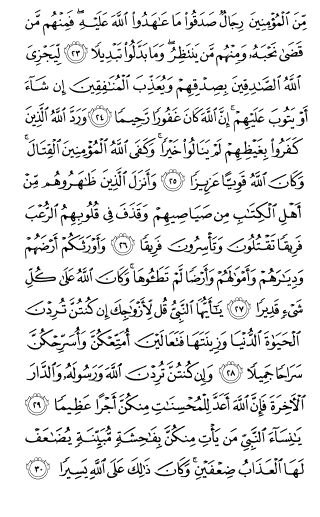 مِّنَ ٱلْمُؤْمِنِينَ رِجَالٌ صَدَقُوا۟ مَا عَـٰهَدُوا۟ ٱللَّهَ عَلَيْهِ ۖ فَمِنْهُم مَّن
قَضَىٰ نَحْبَهُۥ وَمِنْهُم مَّن يَنتَظِرُ ۖ وَمَا بَدَّلُوا۟ تَبْدِيلًا ﴿٢٣﴾ لِّيَجْزِىَ
ٱللَّهُ ٱلصَّـٰدِقِينَ بِصِدْقِهِمْ وَيُعَذِّبَ ٱلْمُنَـٰفِقِينَ إِن شَآءَ
أَوْ يَتُوبَ عَلَيْهِمْ ۚ إِنَّ ٱللَّهَ كَانَ غَفُورًا رَّحِيمًا ﴿٢٤﴾ وَرَدَّ ٱللَّهُ ٱلَّذِينَ
كَفَرُوا۟ بِغَيْظِهِمْ لَمْ يَنَالُوا۟ خَيْرًا ۚ وَكَفَى ٱللَّهُ ٱلْمُؤْمِنِينَ ٱلْقِتَالَ ۚ
وَكَانَ ٱللَّهُ قَوِيًّا عَزِيزًا ﴿٢٥﴾ وَأَنزَلَ ٱلَّذِينَ ظَـٰهَرُوهُم مِّنْ
أَهْلِ ٱلْكِتَـٰبِ مِن صَيَاصِيهِمْ وَقَذَفَ فِى قُلُوبِهِمُ ٱلرُّعْبَ
فَرِيقًا تَقْتُلُونَ وَتَأْسِرُونَ فَرِيقًا ﴿٢٦﴾ وَأَوْرَثَكُمْ أَرْضَهُمْ
وَدِيَـٰرَهُمْ وَأَمْوَٰلَهُمْ وَأَرْضًا لَّمْ تَطَـُٔوهَا ۚ وَكَانَ ٱللَّهُ عَلَىٰ كُلِّ
شَىْءٍ قَدِيرًا ﴿٢٧﴾ يَـٰٓأَيُّهَا ٱلنَّبِىُّ قُل لِّأَزْوَٰجِكَ إِن كُنتُنَّ تُرِدْنَ
ٱلْحَيَوٰةَ ٱلدُّنْيَا وَزِينَتَهَا فَتَعَالَيْنَ أُمَتِّعْكُنَّ وَأُسَرِّحْكُنَّ
سَرَاحًا جَمِيلًا ﴿٢٨﴾ وَإِن كُنتُنَّ تُرِدْنَ ٱللَّهَ وَرَسُولَهُۥ وَٱلدَّارَ
ٱلْـَٔاخِرَةَ فَإِنَّ ٱللَّهَ أَعَدَّ لِلْمُحْسِنَـٰتِ مِنكُنَّ أَجْرًا عَظِيمًا ﴿٢٩﴾
يَـٰنِسَآءَ ٱلنَّبِىِّ مَن يَأْتِ مِنكُنَّ بِفَـٰحِشَةٍ مُّبَيِّنَةٍ يُضَـٰعَفْ
لَهَا ٱلْعَذَابُ ضِعْفَيْنِ ۚ وَكَانَ ذَٰلِكَ عَلَى ٱللَّهِ يَسِيرًا ﴿٣٠﴾